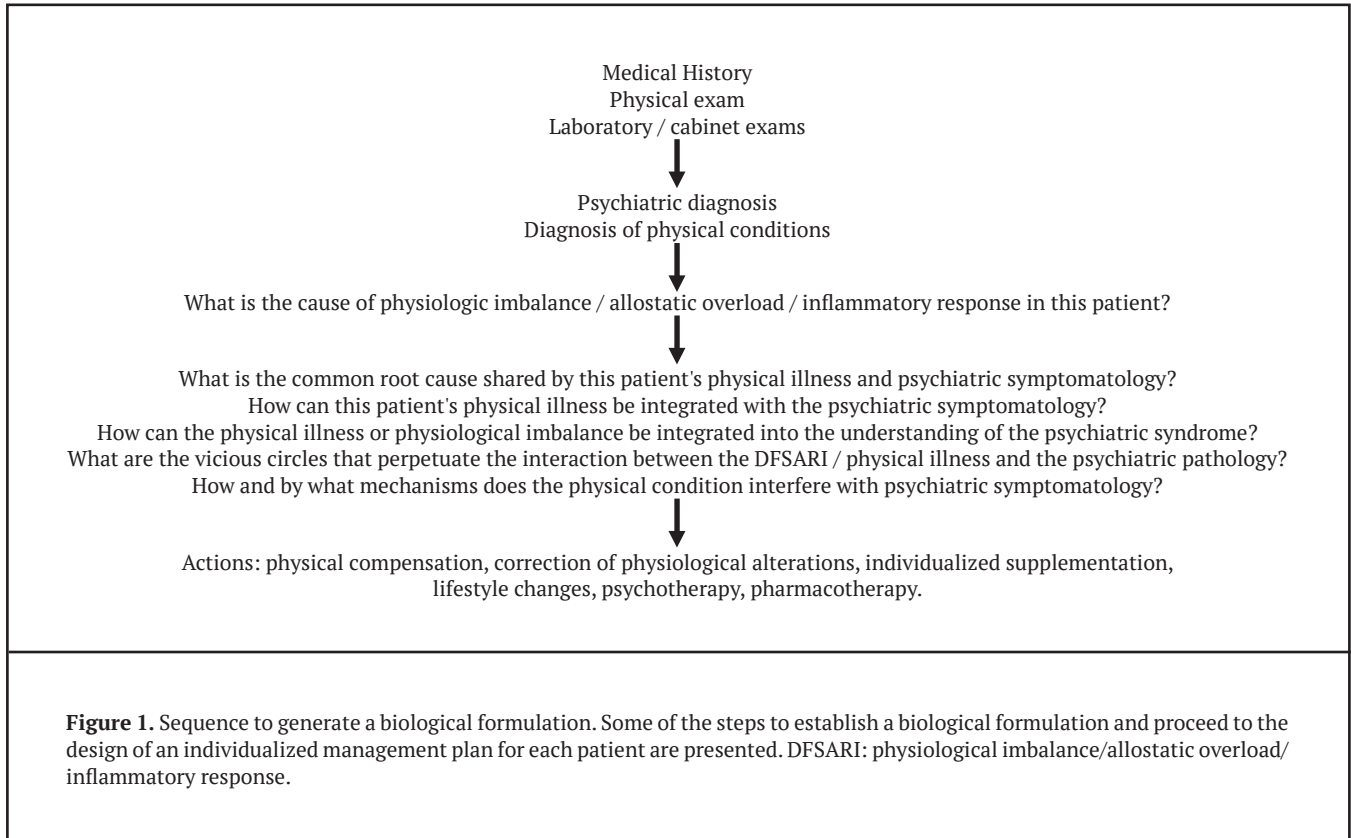 Medical History
Physical exam
Laboratory / cabinet exams
Psychiatric diagnosis
Diagnosis of physical conditions
What is the cause of physiologic imbalance / allostatic overload / inflammatory response in this patient?
What is the common root cause shared by this patient's physical illness and psychiatric symptomatology?
How can this patient's physical illness be integrated with the psychiatric symptomatology?
How can the physical illness or physiological imbalance be integrated into the understanding of the psychiatric syndrome?
What are the vicious circles that perpetuate the interaction between the DFSARI / physical illness and the psychiatric pathology?
How and by what mechanisms does the physical condition interfere with psychiatric symptomatology?
Actions: physical compensation, correction of physiological alterations, individualized supplementation,
lifestyle changes, psychotherapy, pharmacotherapy.
Figure 1. Sequence to generate a biological formulation. Some of the steps to establish a biological formulation and proceed to the
design of an individualized management plan for each patient are presented. DFSARI: physiological imbalance/allostatic overload/
inflammatory response.